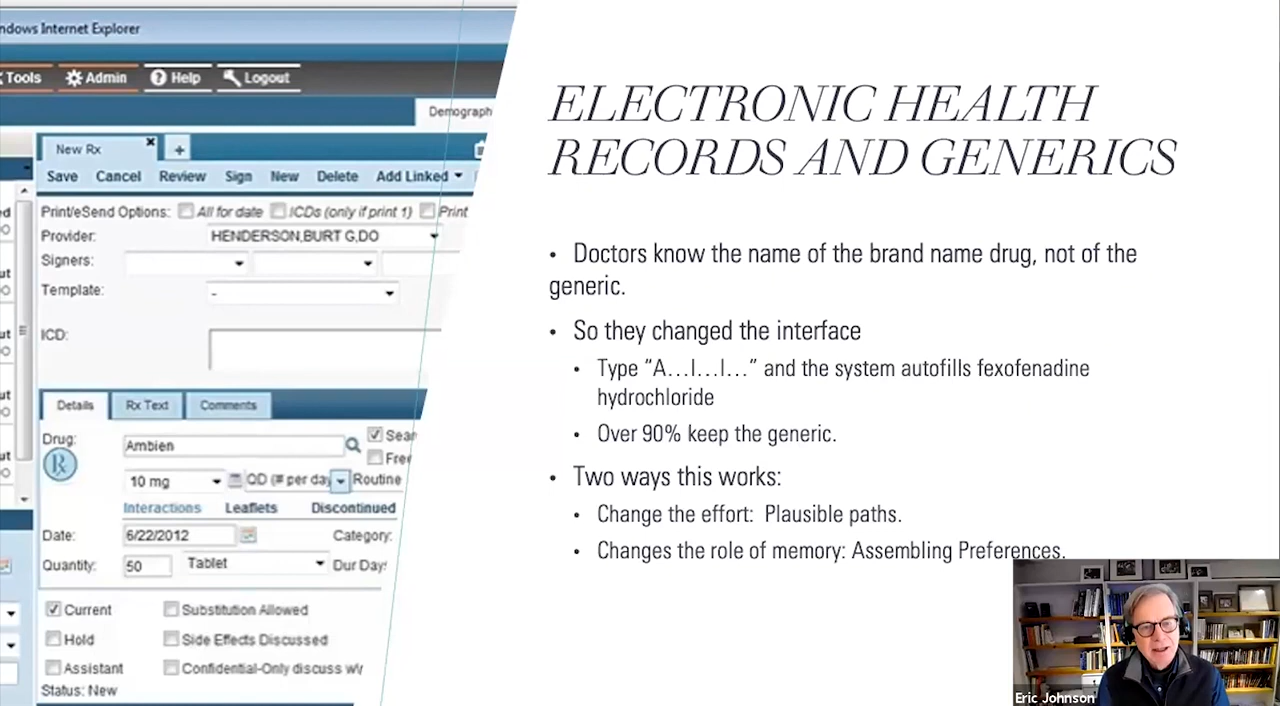 ndows Internet Explorer
Tools Admin Help Logout
Demograph
New Rx +
Save Cancel Review Sign New Delete Add Linked
Print/eSend Options: All for date ICDs (only if print 1) Print
Provider: HENDERSON,BURT G,DO
Signers:
Template: -
ICD:
Details Rx Text Comments
Drug: Ambien Sear
Rx Free
10 mg QD (# per day Routine
Interactions Leaflets Discontinued
Date: 6/22/2012 Category:
Quantity: 50 Tablet Dur Day:
Current Substitution Allowed
Hold Side Effects Discussed
Assistant Confidential-Only discuss w/r
Status: New
ELECTRONIC HEALTH
RECORDS AND GENERICS
• Doctors know the name of the brand name drug, not of the
generic.
• So they changed the interface
• Type “A…l…l…” and the system autofills fexofenadine
hydrochloride
• Over 90% keep the generic.
• Two ways this works:
• Change the effort: Plausible paths.
• Changes the role of memory: Assembling Preferences.
Eric Johnson